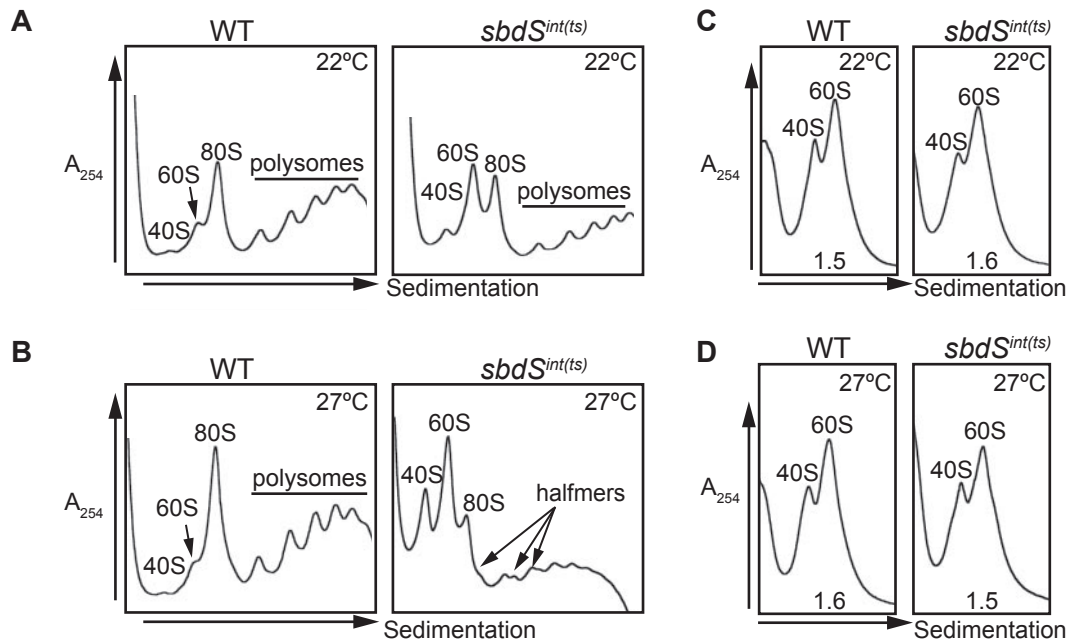 A
WT
sbdS^int(ts)
22ºC
22ºC
A254
40S
60S
80S
polysomes
40S
60S
80S
polysomes
Sedimentation
B
WT
sbdS^int(ts)
27ºC
27ºC
A254
40S
60S
80S
polysomes
40S
60S
80S
halfmers
Sedimentation
C
WT
sbdS^int(ts)
22ºC
22ºC
A254
40S
60S
1.5
40S
60S
1.6
Sedimentation
D
WT
sbdS^int(ts)
27ºC
27ºC
A254
40S
60S
1.6
40S
60S
1.5
Sedimentation